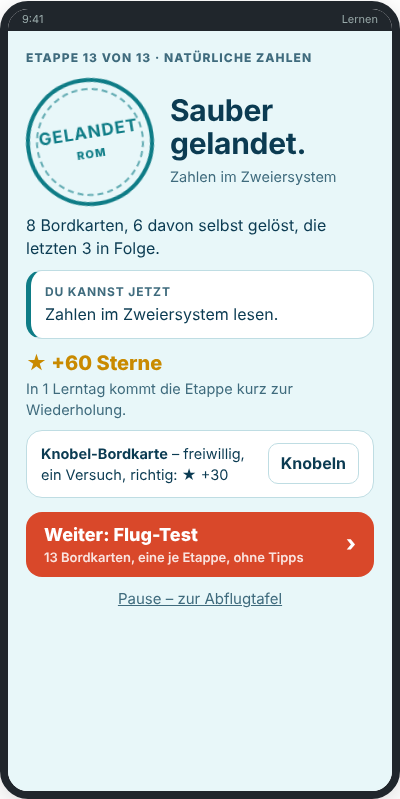 9:41
Lernen
ETAPPE 13 VON 13 · NATÜRLICHE ZAHLEN
GELANDET
ROM
Sauber
gelandet.
Zahlen im Zweiersystem
8 Bordkarten, 6 davon selbst gelöst, die
letzten 3 in Folge.
DU KANNST JETZT
Zahlen im Zweiersystem lesen.
★ +60 Sterne
In 1 Lerntag kommt die Etappe kurz zur
Wiederholung.
Knobel-Bordkarte – freiwillig,
ein Versuch, richtig: ★ +30
Knobeln
Weiter: Flug-Test
13 Bordkarten, eine je Etappe, ohne Tipps
›
Pause – zur Abflugtafel